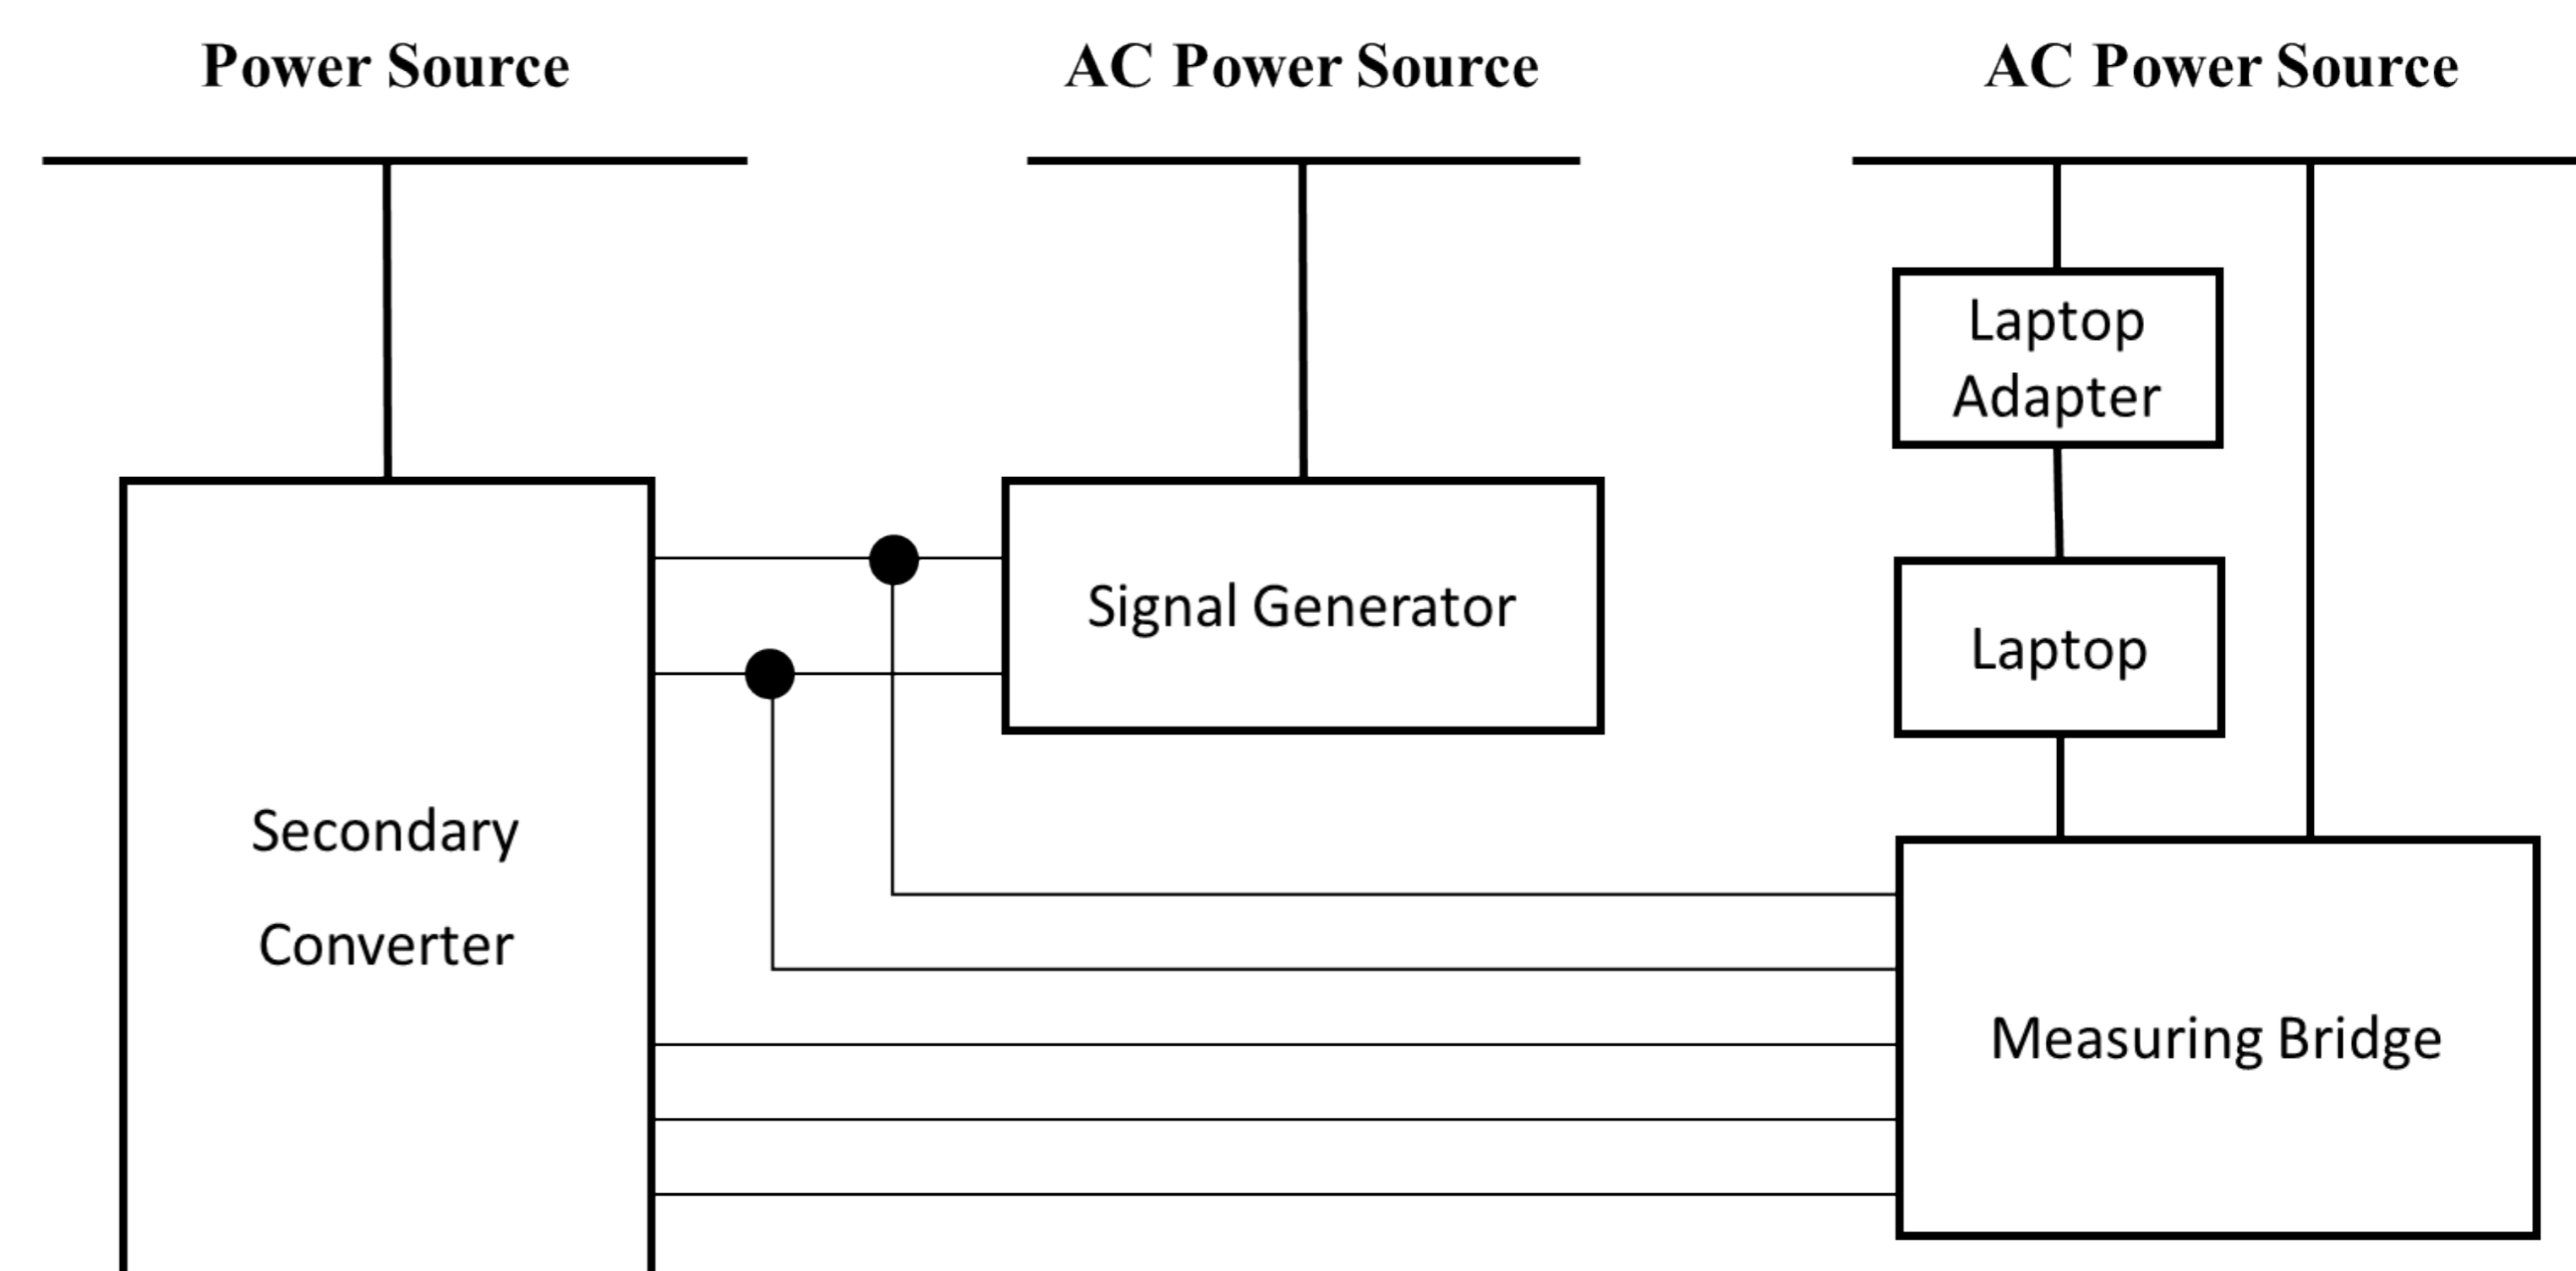 Power Source
AC Power Source
AC Power Source
Laptop
Adapter
Signal Generator
Laptop
Secondary
Converter
Measuring Bridge